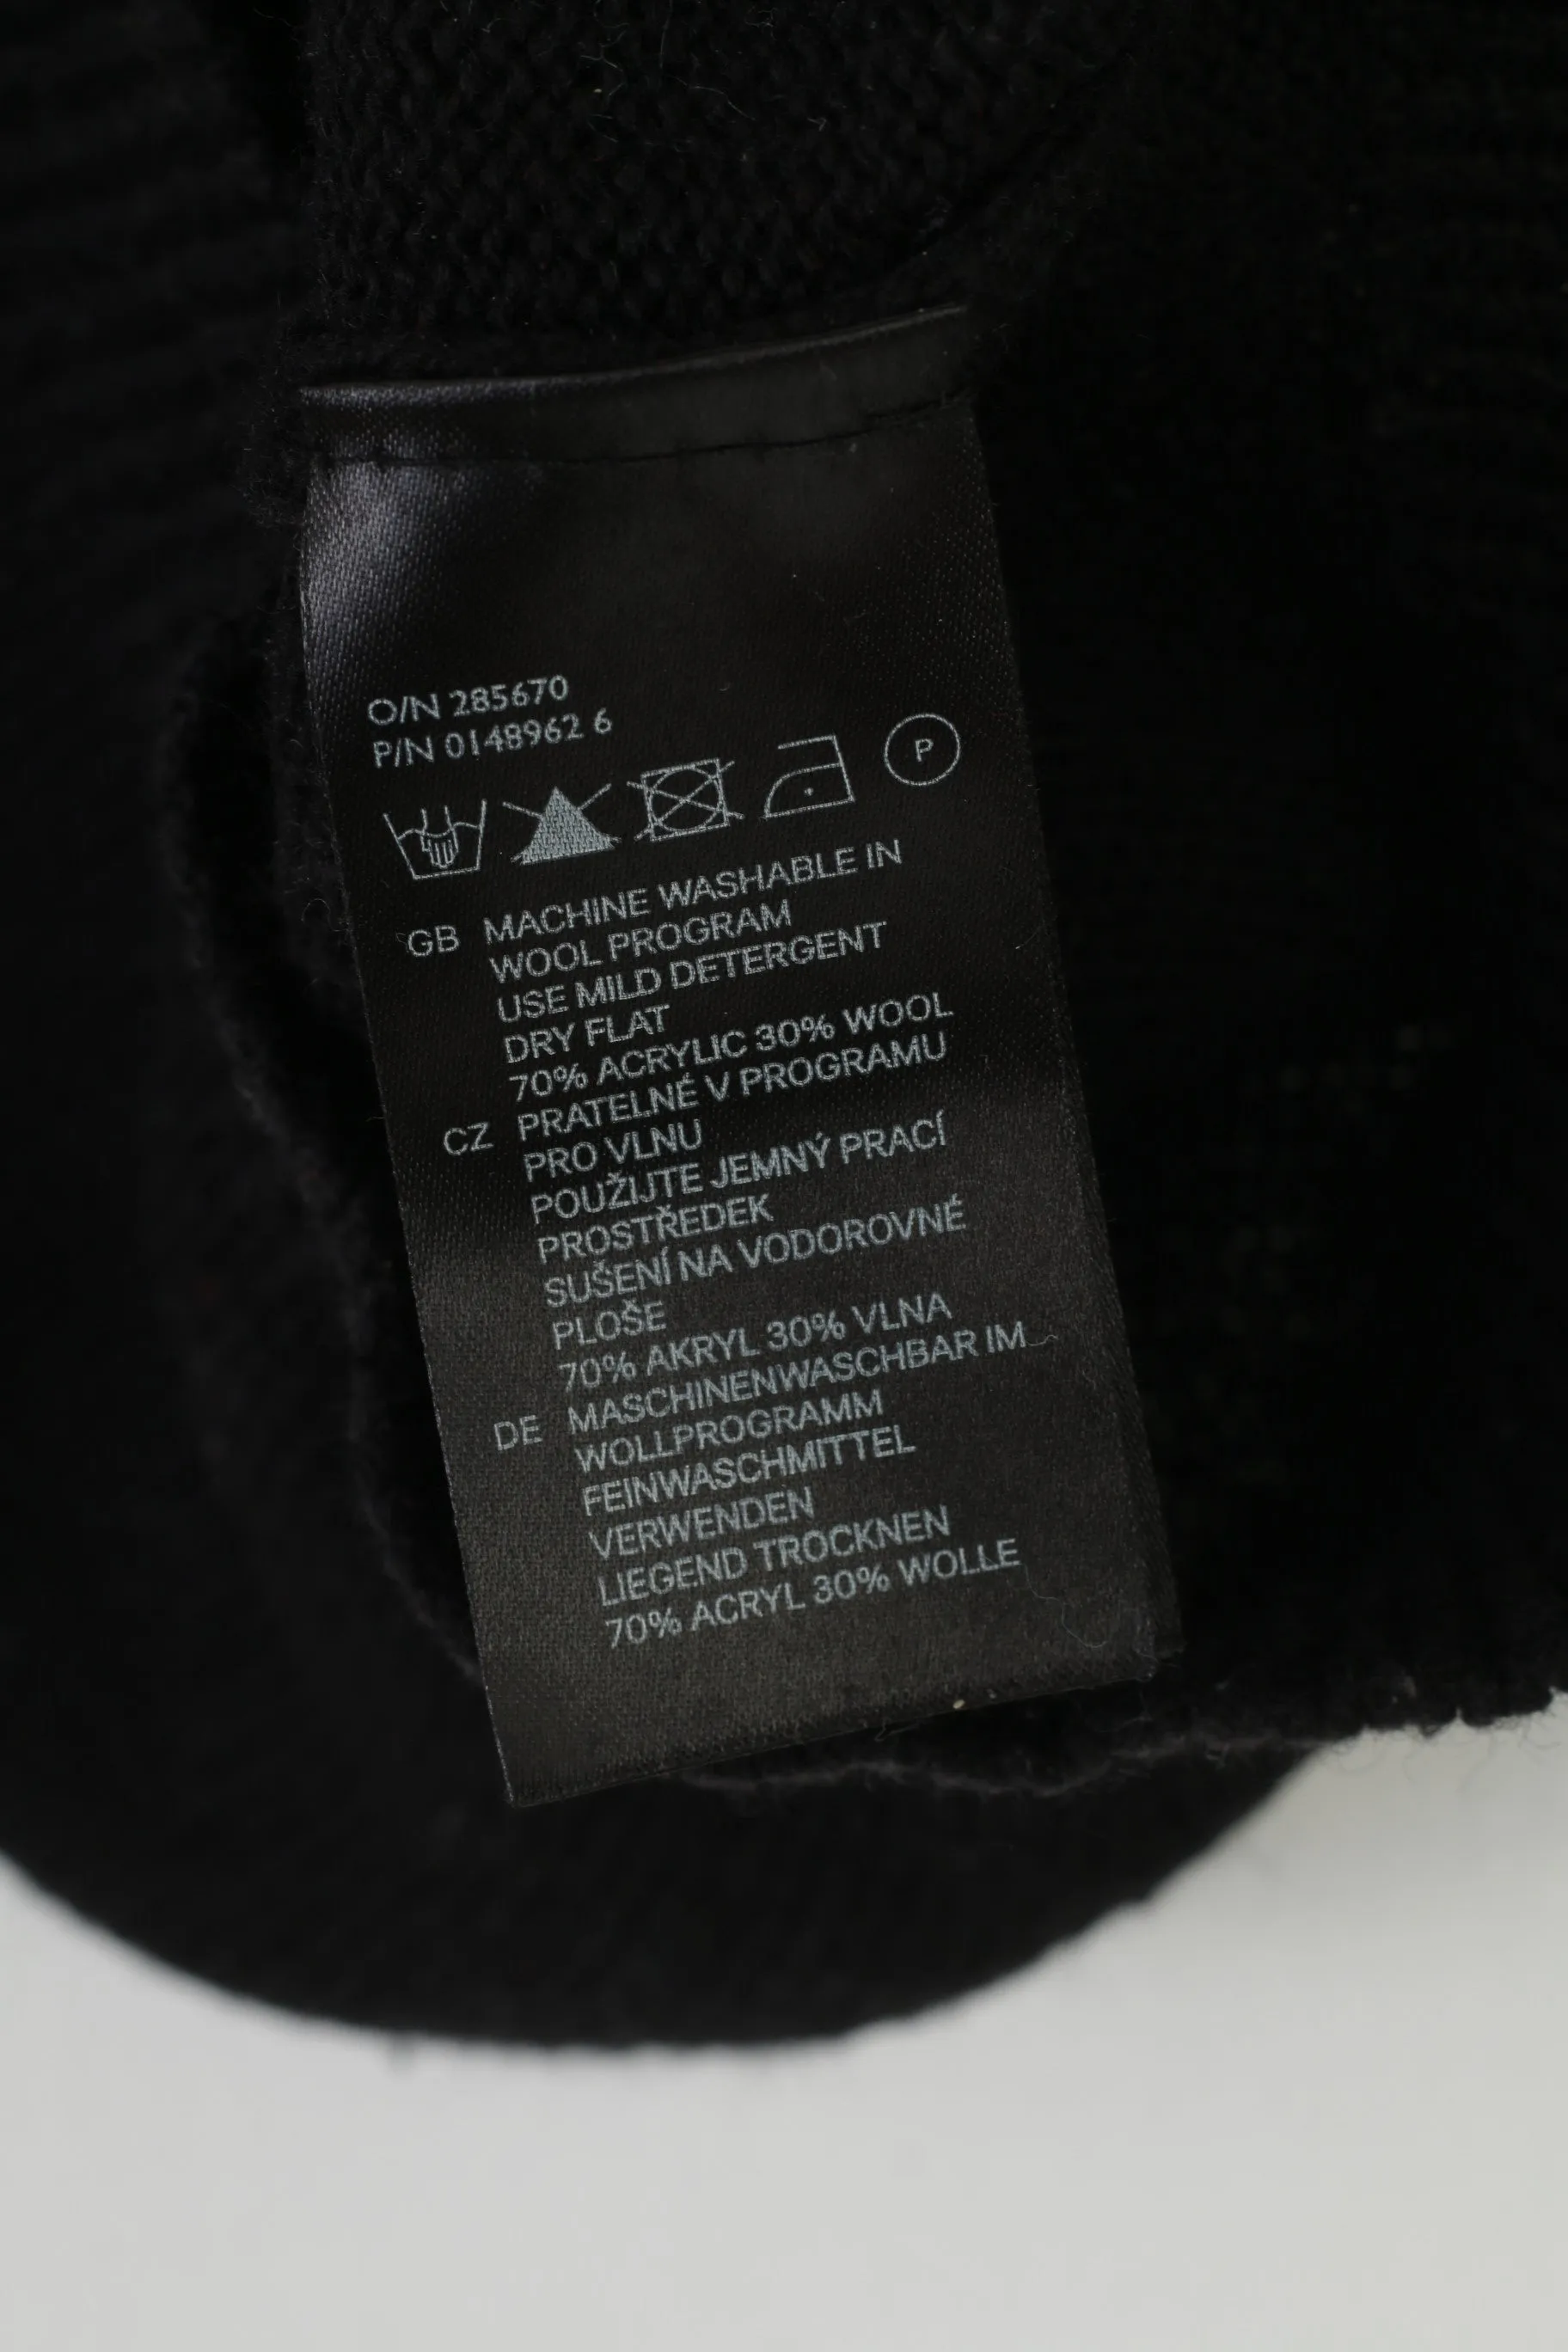 O/N 285670
P/N 0148962 6
P
GB MACHINE WASHABLE IN
WOOL PROGRAM
USE MILD DETERGENT
DRY FLAT
70% ACRYLIC 30% WOOL
CZ PRATELNÉ V PROGRAMU
PRO VLNU
POUŽIJTE JEMNÝ PRACÍ
PROSTŘEDEK
SUŠENÍ NA VODOROVNÉ
PLOŠE
70% AKRYL 30% VLNA
DE MASCHINENWASCHBAR IM
WOLLPROGRAMM
FEINWASCHMITTEL
VERWENDEN
LIEGEND TROCKNEN
70% ACRYL 30% WOLLE